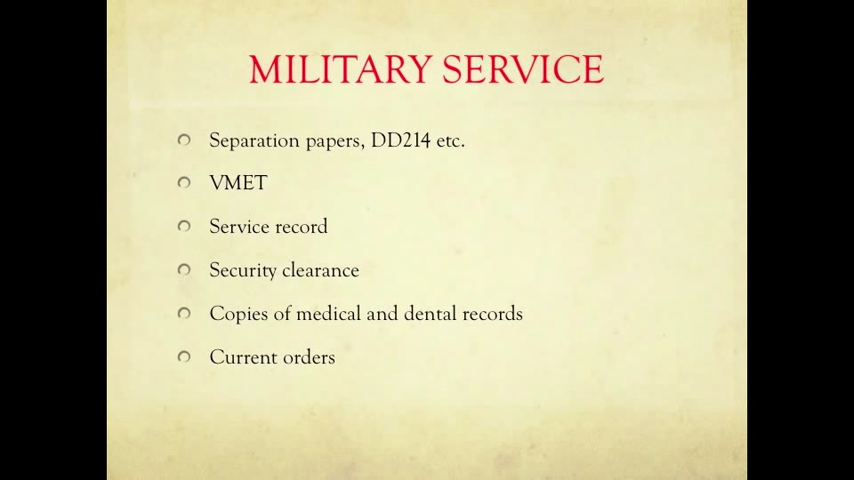 MILITARY SERVICE
Separation papers, DD214 etc.
VMET
Service record
Security clearance
Copies of medical and dental records
Current orders